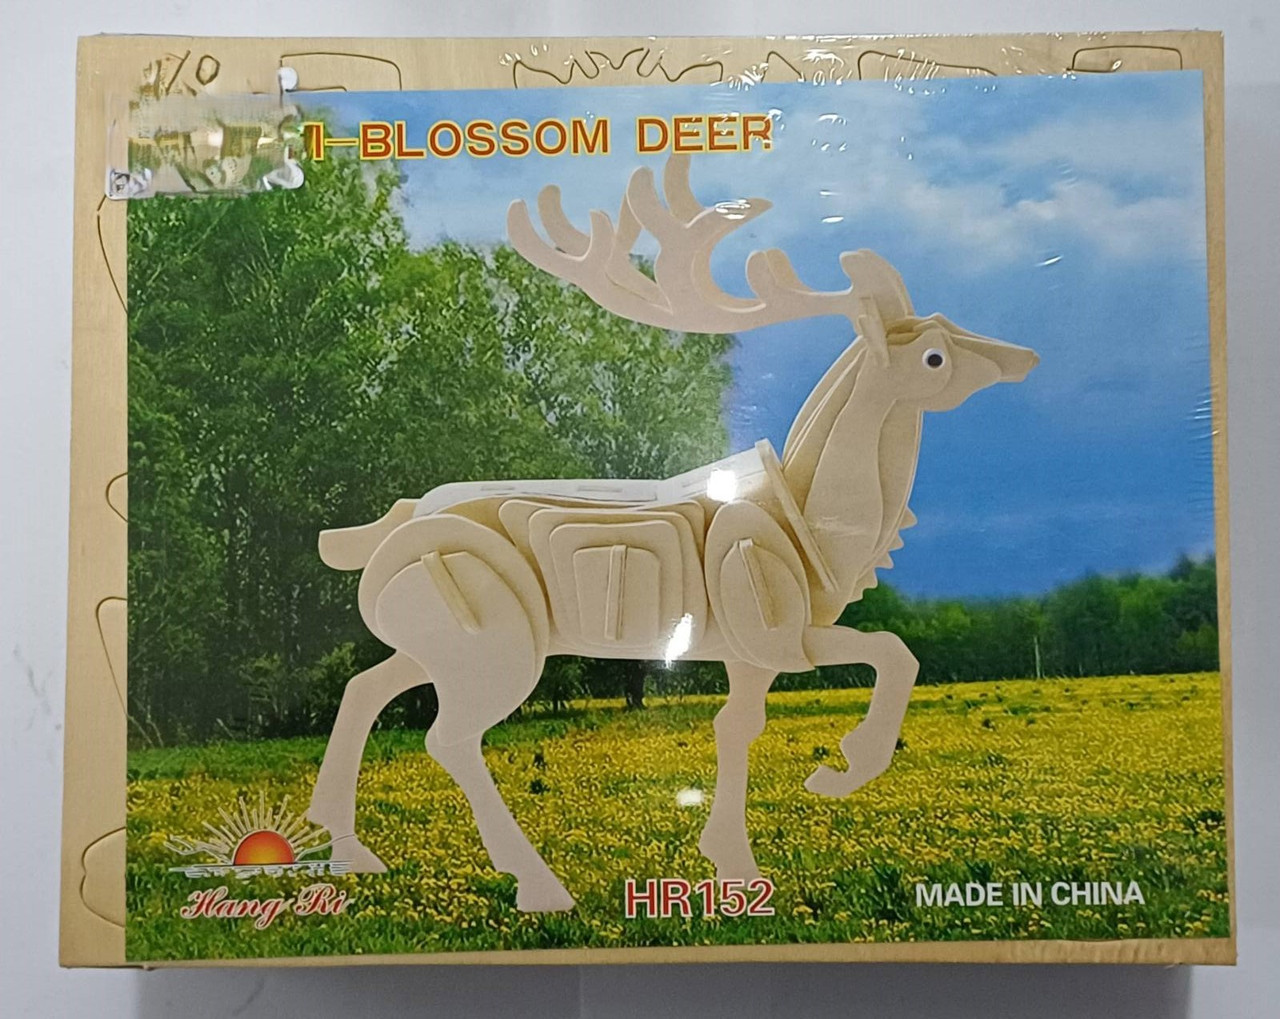 -BLOSSOM DEER
Hang Ri
HR152
MADE IN CHINA